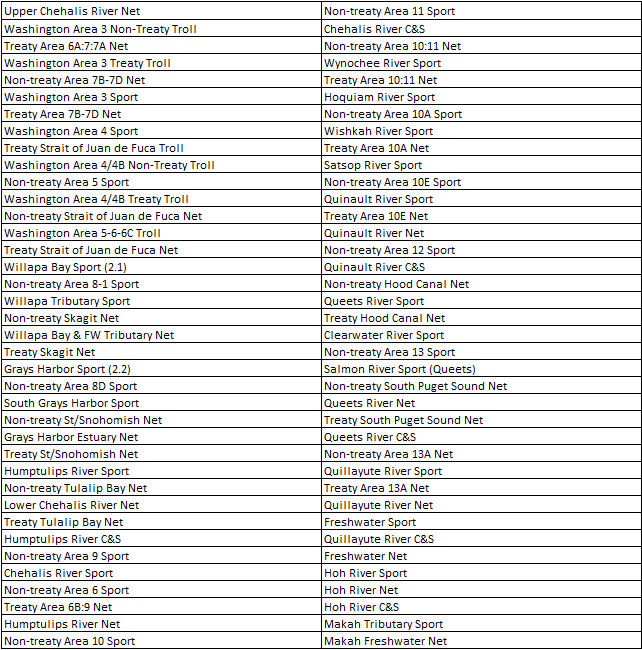 Upper Chehalis River Net Non-treaty Area 11 Sport
Washington Area 3 Non-Treaty Troll Chehalis River C&S
Treaty Area 6A:7:7A Net Non-treaty Area 10:11 Net
Washington Area 3 Treaty Troll Wynochee River Sport
Non-treaty Area 7B-7D Net Treaty Area 10:11 Net
Washington Area 3 Sport Hoquiam River Sport
Treaty Area 7B-7D Net Non-treaty Area 10A Sport
Washington Area 4 Sport Wishkah River Sport
Treaty Strait of Juan de Fuca Troll Treaty Area 10A Net
Washington Area 4/4B Non-Treaty Troll Satsop River Sport
Non-treaty Area 5 Sport Non-treaty Area 10E Sport
Washington Area 4/4B Treaty Troll Quinault River Sport
Non-treaty Strait of Juan de Fuca Net Treaty Area 10E Net
Washington Area 5-6-6C Troll Quinault River Net
Treaty Strait of Juan de Fuca Net Non-treaty Area 12 Sport
Willapa Bay Sport (2.1) Quinault River C&S
Non-treaty Area 8-1 Sport Non-treaty Hood Canal Net
Willapa Tributary Sport Queets River Sport
Non-treaty Skagit Net Treaty Hood Canal Net
Willapa Bay & FW Tributary Net Clearwater River Sport
Treaty Skagit Net Non-treaty Area 13 Sport
Grays Harbor Sport (2.2) Salmon River Sport (Queets)
Non-treaty Area 8D Sport Non-treaty South Puget Sound Net
South Grays Harbor Sport Queets River Net
Non-treaty St/Snohomish Net Treaty South Puget Sound Net
Grays Harbor Estuary Net Queets River C&S
Treaty St/Snohomish Net Non-treaty Area 13A Net
Humptulips River Sport Quillayute River Sport
Non-treaty Tulalip Bay Net Treaty Area 13A Net
Lower Chehalis River Net Quillayute River Net
Treaty Tulalip Bay Net Freshwater Sport
Humptulips River C&S Quillayute River C&S
Non-treaty Area 9 Sport Freshwater Net
Chehalis River Sport Hoh River Sport
Non-treaty Area 6 Sport Hoh River Net
Treaty Area 6B:9 Net Hoh River C&S
Humptulips River Net Makah Tributary Sport
Non-treaty Area 10 Sport Makah Freshwater Net